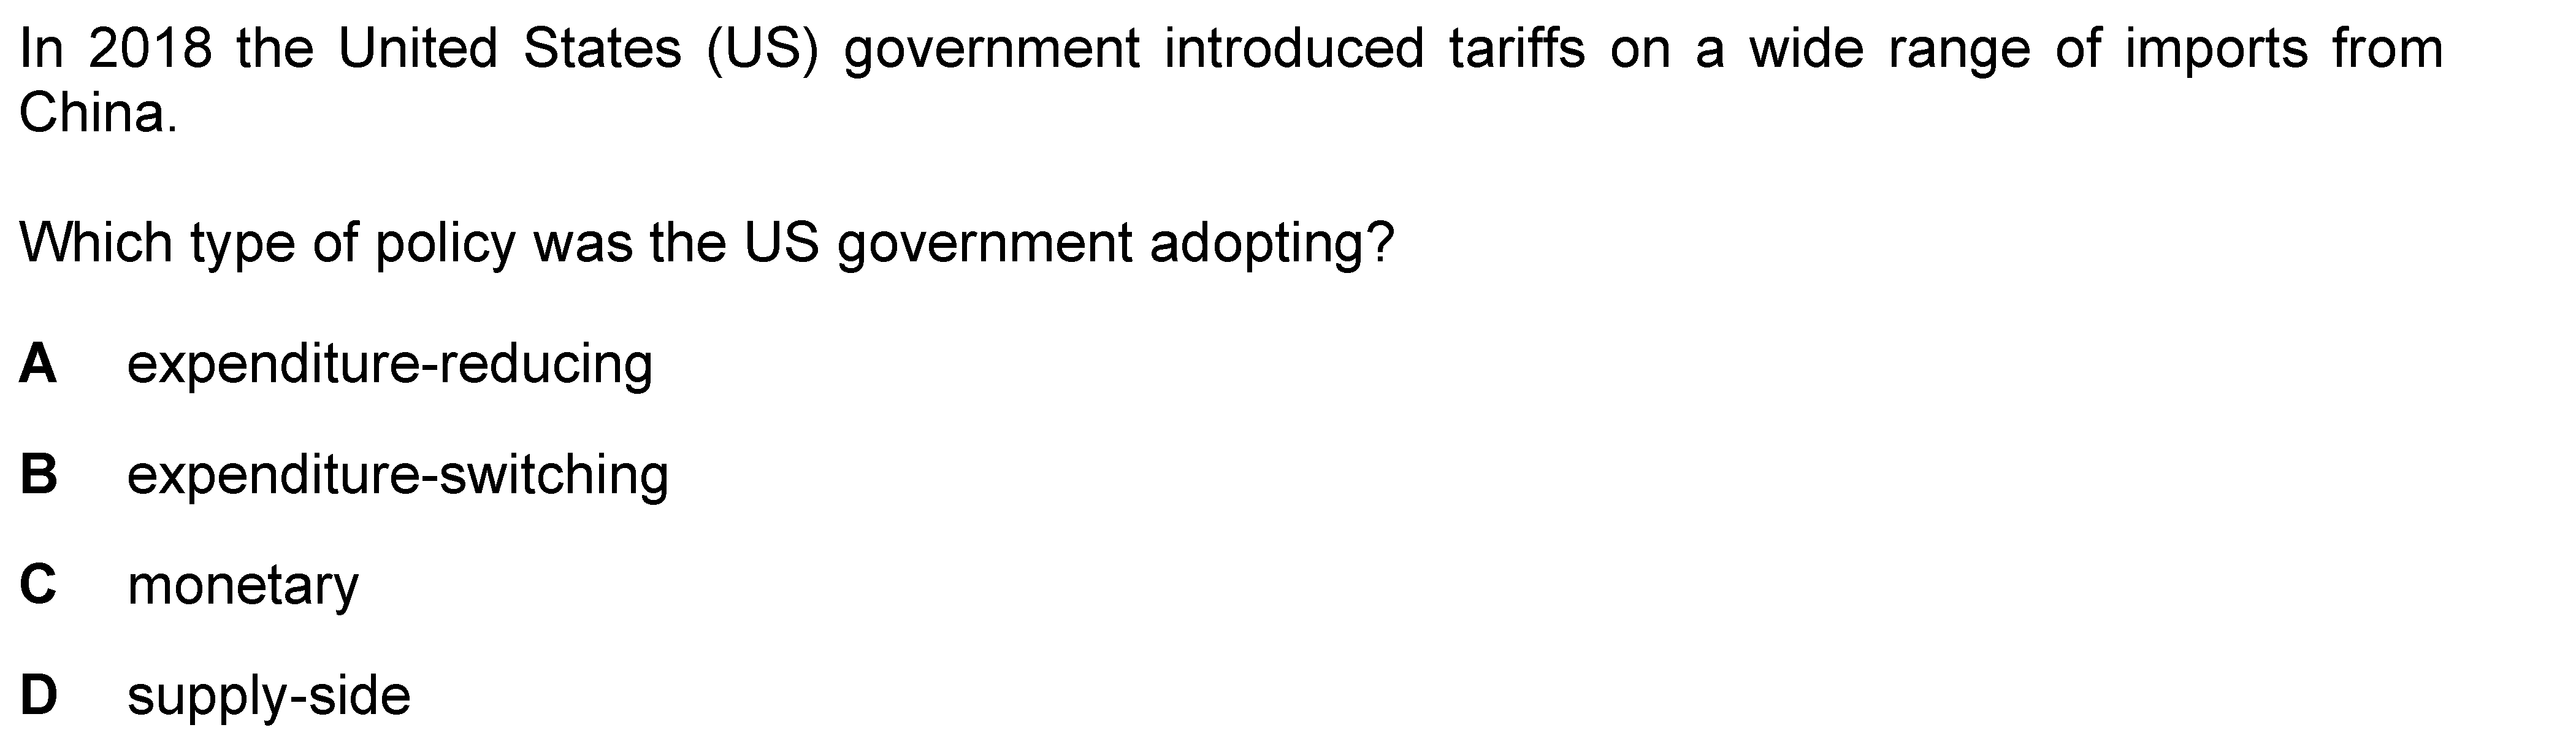 In 2018 the United States (US) government introduced tariffs on a wide range of imports from
China.
Which type of policy was the US government adopting?
A expenditure-reducing
B expenditure-switching
C monetary
D supply-side